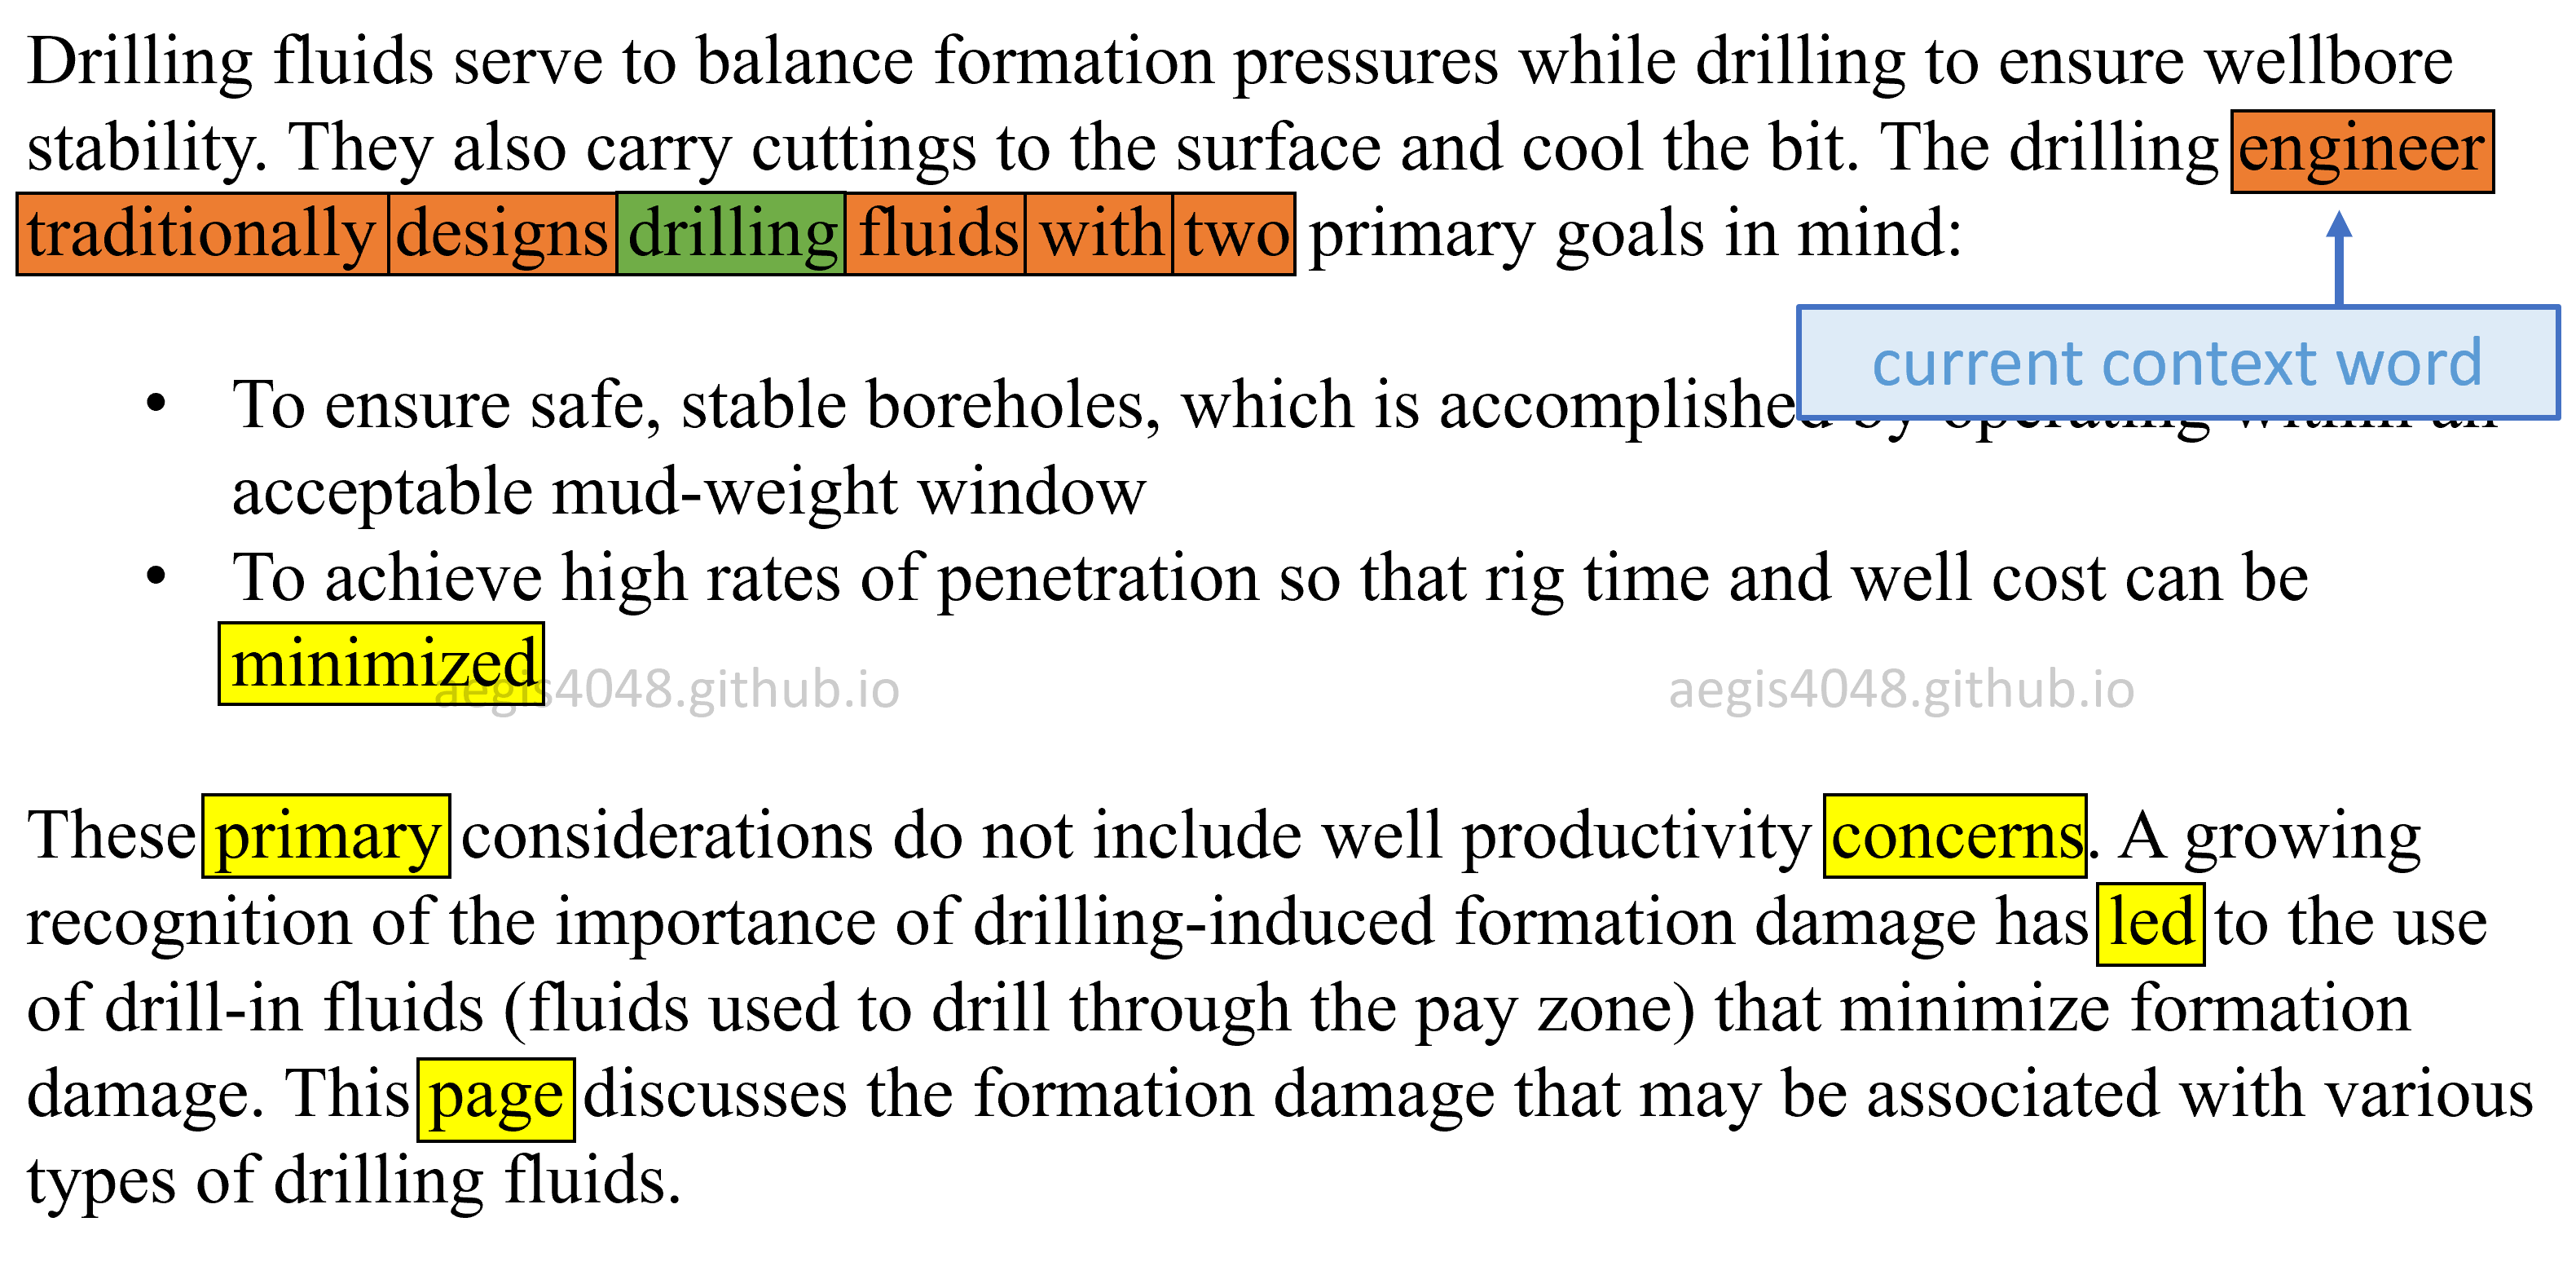 Drilling fluids serve to balance formation pressures while drilling to ensure wellbore
stability. They also carry cuttings to the surface and cool the bit. The drilling engineer
traditionally designs drilling fluids with two primary goals in mind:
current context word
• To ensure safe, stable boreholes, which is accomplished by operating within an
acceptable mud-weight window
• To achieve high rates of penetration so that rig time and well cost can be
minimized
aegis4048.github.io aegis4048.github.io
These primary considerations do not include well productivity concerns. A growing
recognition of the importance of drilling-induced formation damage has led to the use
of drill-in fluids (fluids used to drill through the pay zone) that minimize formation
damage. This page discusses the formation damage that may be associated with various
types of drilling fluids.